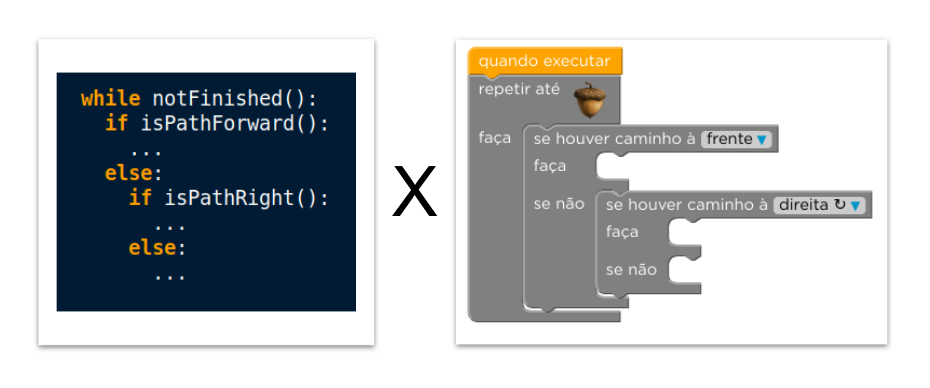 while notFinished():
if isPathForward():
...
else:
if isPathRight():
...
else:
...
X
quando executar
repetir até
faça
se houver caminho à frente ▼
faça
se não
se houver caminho à direita ↻ ▼
faça
se não